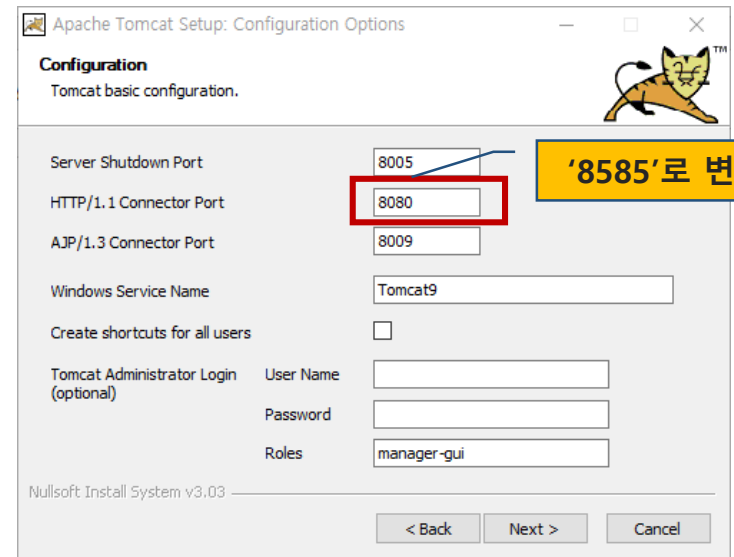 Apache Tomcat Setup: Configuration Options
Configuration
Tomcat basic configuration.
TM
Server Shutdown Port 8005
'8585'로 변
HTTP/1.1 Connector Port 8080
AJP/1.3 Connector Port 8009
Windows Service Name Tomcat9
Create shortcuts for all users
Tomcat Administrator Login User Name
(optional)
Password
Roles manager-gui
Nullsoft Install System v3.03
< Back Next > Cancel